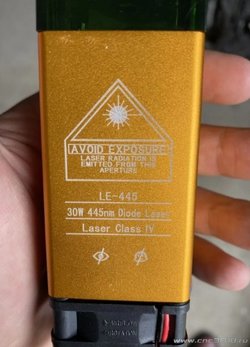 AVOID EXPOSURE
LASER RADIATION IS
EMITTED FROM THIS
APERTURE
LE-445
30W 445nm Diode Laser
Laser Class IV